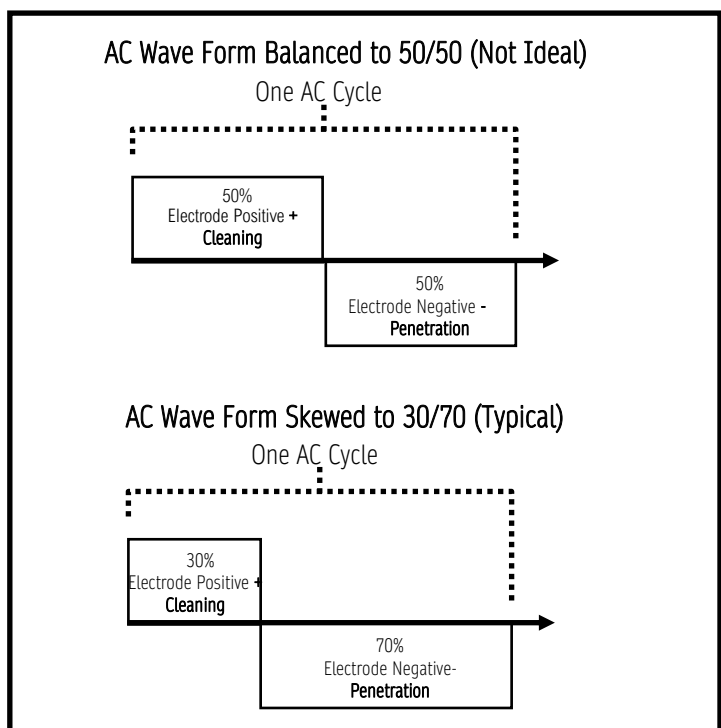 AC Wave Form Balanced to 50/50 (Not Ideal)
One AC Cycle
50%
Electrode Positive +
Cleaning
50%
Electrode Negative -
Penetration
AC Wave Form Skewed to 30/70 (Typical)
One AC Cycle
30%
Electrode Positive +
Cleaning
70%
Electrode Negative-
Penetration